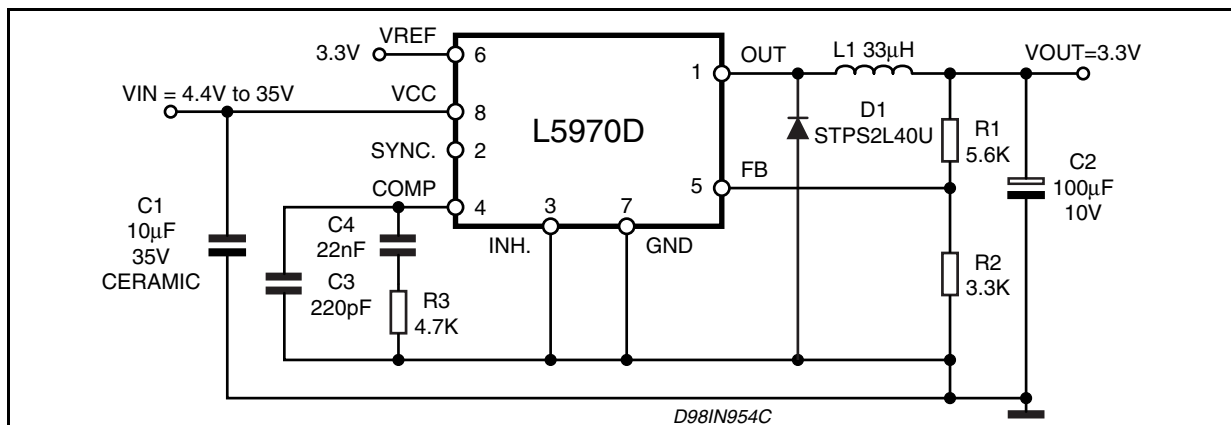 VREF
3.3V
6
VIN = 4.4V to 35V
VCC
8
L5970D
SYNC.
2
COMP
4
3
7
INH.
GND
1
OUT
5
FB
L1 33μH
VOUT=3.3V
D1
STPS2L40U
R1
5.6K
C2
100μF
10V
R2
3.3K
C1
10μF
35V
CERAMIC
C4
22nF
C3
220pF
R3
4.7K
D98IN954C